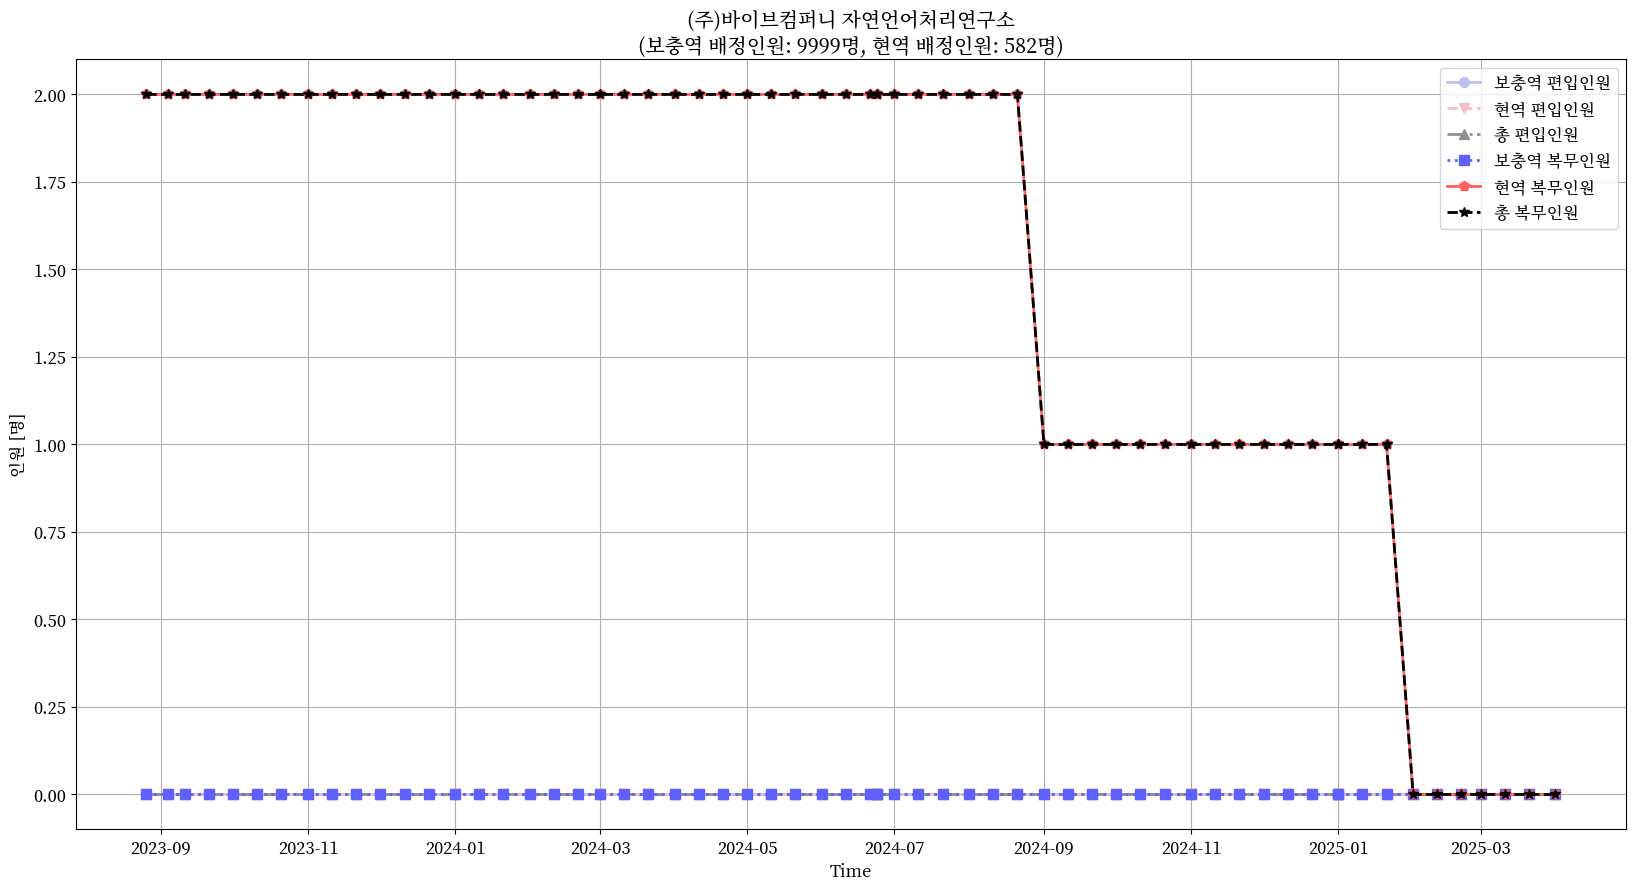 (주)바이브컴퍼니 자연언어처리연구소
(보충역 배정인원: 9999명, 현역 배정인원: 582명)
보충역 편입인원
현역 편입인원
총 편입인원
보충역 복무인원
현역 복무인원
총 복무인원
인원 [명]
2.00
1.75
1.50
1.25
1.00
0.75
0.50
0.25
0.00
2023-09 2023-11 2024-01 2024-03 2024-05 2024-07 2024-09 2024-11 2025-01 2025-03
Time